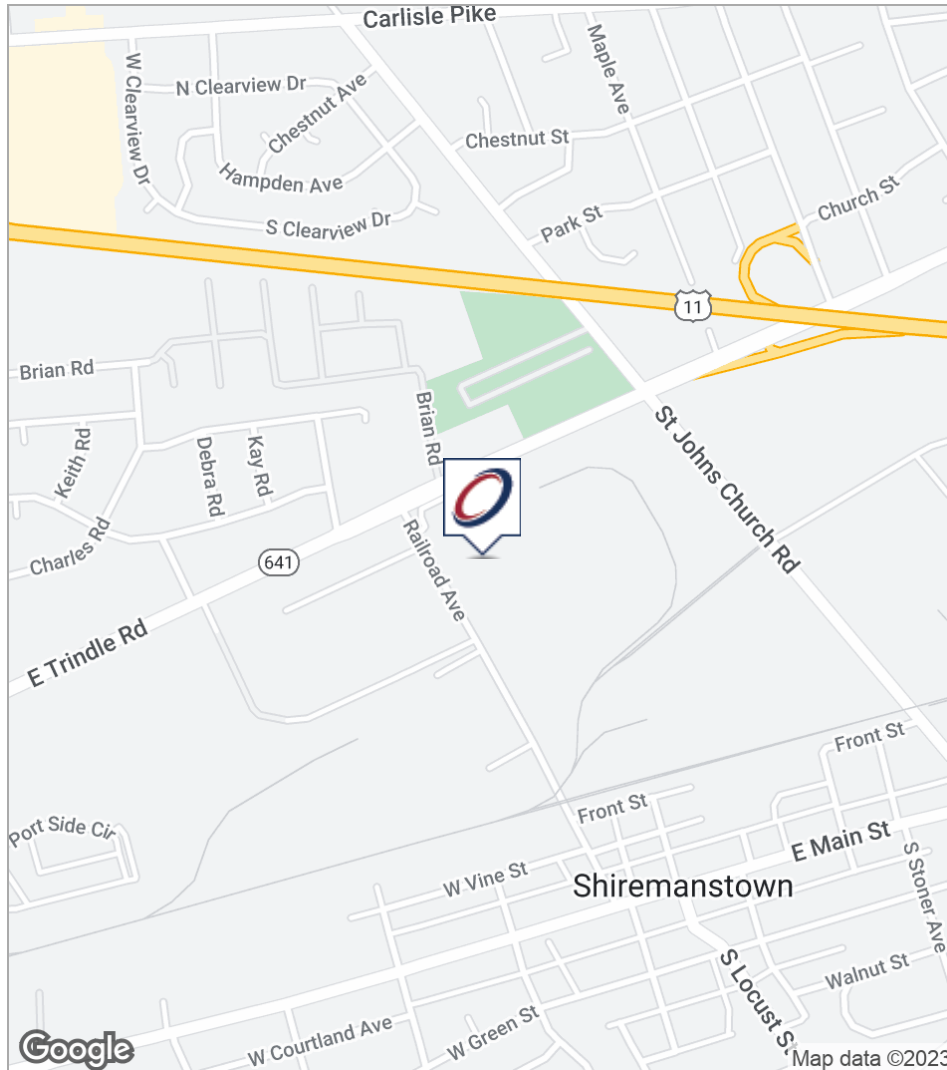 Carlisle Pike
W Clearview Dr
N Clearview Dr
Chestnut Ave
Maple Ave
Chestnut St
Hampden Ave
S Clearview Dr
Park St
Church St
11
Brian Rd
Brian Rd
Keith Rd
Debra Rd
Kay Rd
St Johns Church Rd
Charles Rd
641
Railroad Ave
E Trindle Rd
Front St
Front St
Port Side Cir
E Main St
W Vine St
Shiremanstown
S Stoner Ave
S Locust St
Walnut St
W Courtland Ave
W Green St
Google
Map data ©2023